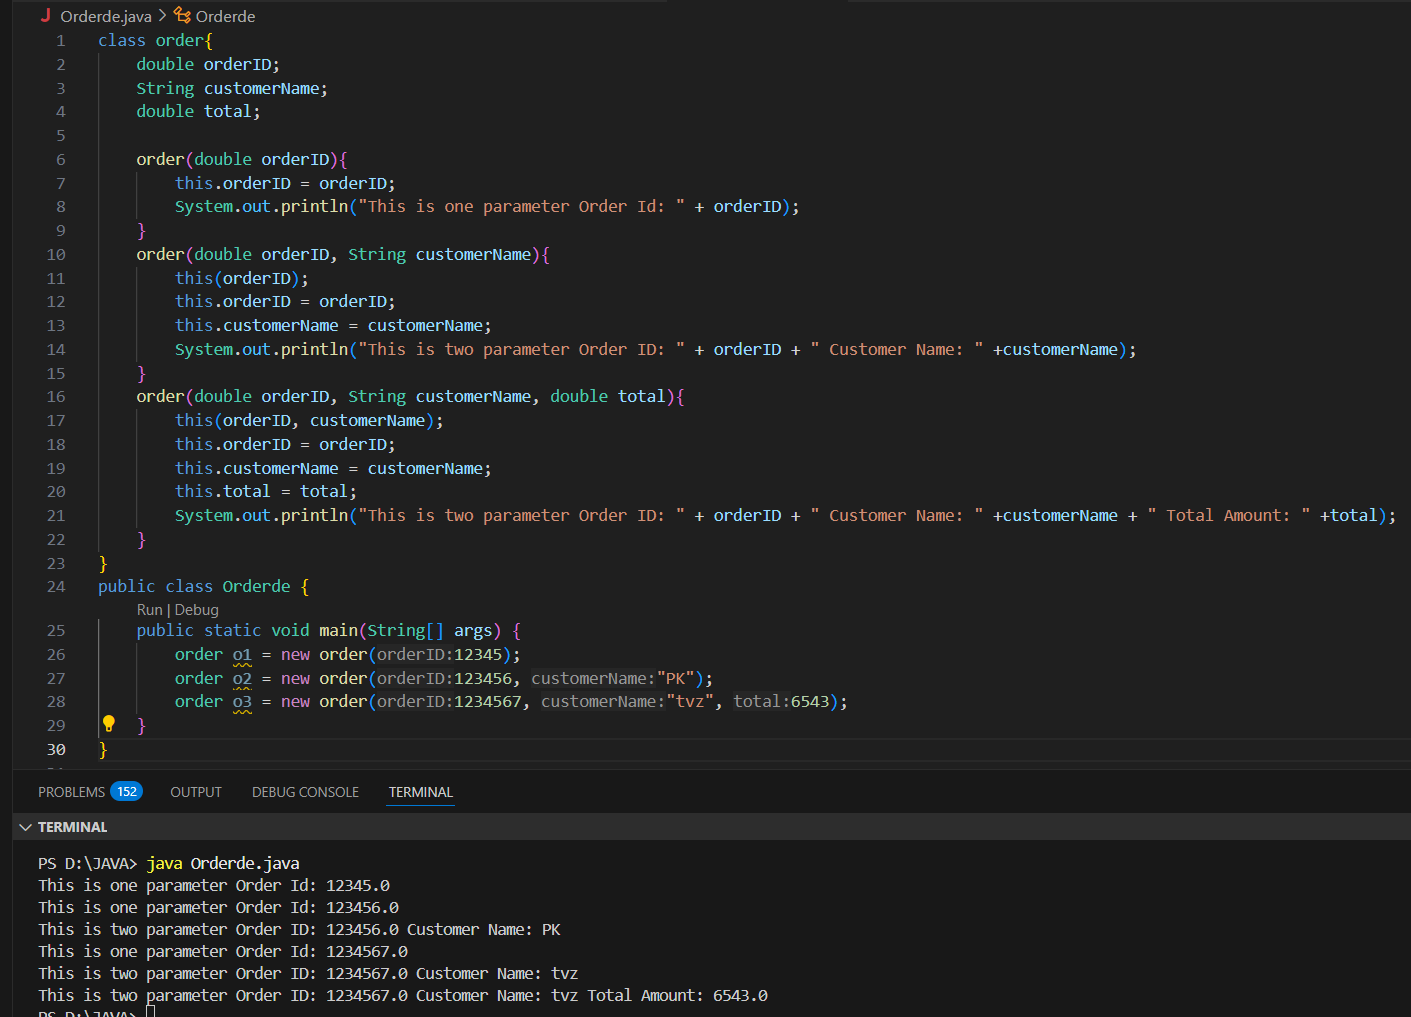 J Orderde.java > Orderde
1 class order{
2     double orderID;
3     String customerName;
4     double total;
5
6     order(double orderID){
7         this.orderID = orderID;
8         System.out.println("This is one parameter Order Id: " + orderID);
9     }
10     order(double orderID, String customerName){
11         this(orderID);
12         this.orderID = orderID;
13         this.customerName = customerName;
14         System.out.println("This is two parameter Order ID: " + orderID + " Customer Name: " +customerName);
15     }
16     order(double orderID, String customerName, double total){
17         this(orderID, customerName);
18         this.orderID = orderID;
19         this.customerName = customerName;
20         this.total = total;
21         System.out.println("This is two parameter Order ID: " + orderID + " Customer Name: " +customerName + " Total Amount: " +total);
22     }
23 }
24 public class Orderde {
Run | Debug
25     public static void main(String[] args) {
26         order o1 = new order(orderID:12345);
27         order o2 = new order(orderID:123456, customerName:"PK");
28         order o3 = new order(orderID:1234567, customerName:"tvz", total:6543);
29     }
30 }
PROBLEMS 152 OUTPUT DEBUG CONSOLE TERMINAL
TERMINAL
PS D:\JAVA> java Orderde.java
This is one parameter Order Id: 12345.0
This is one parameter Order Id: 123456.0
This is two parameter Order ID: 123456.0 Customer Name: PK
This is one parameter Order Id: 1234567.0
This is two parameter Order ID: 1234567.0 Customer Name: tvz
This is two parameter Order ID: 1234567.0 Customer Name: tvz Total Amount: 6543.0
PS D:\JAVA>